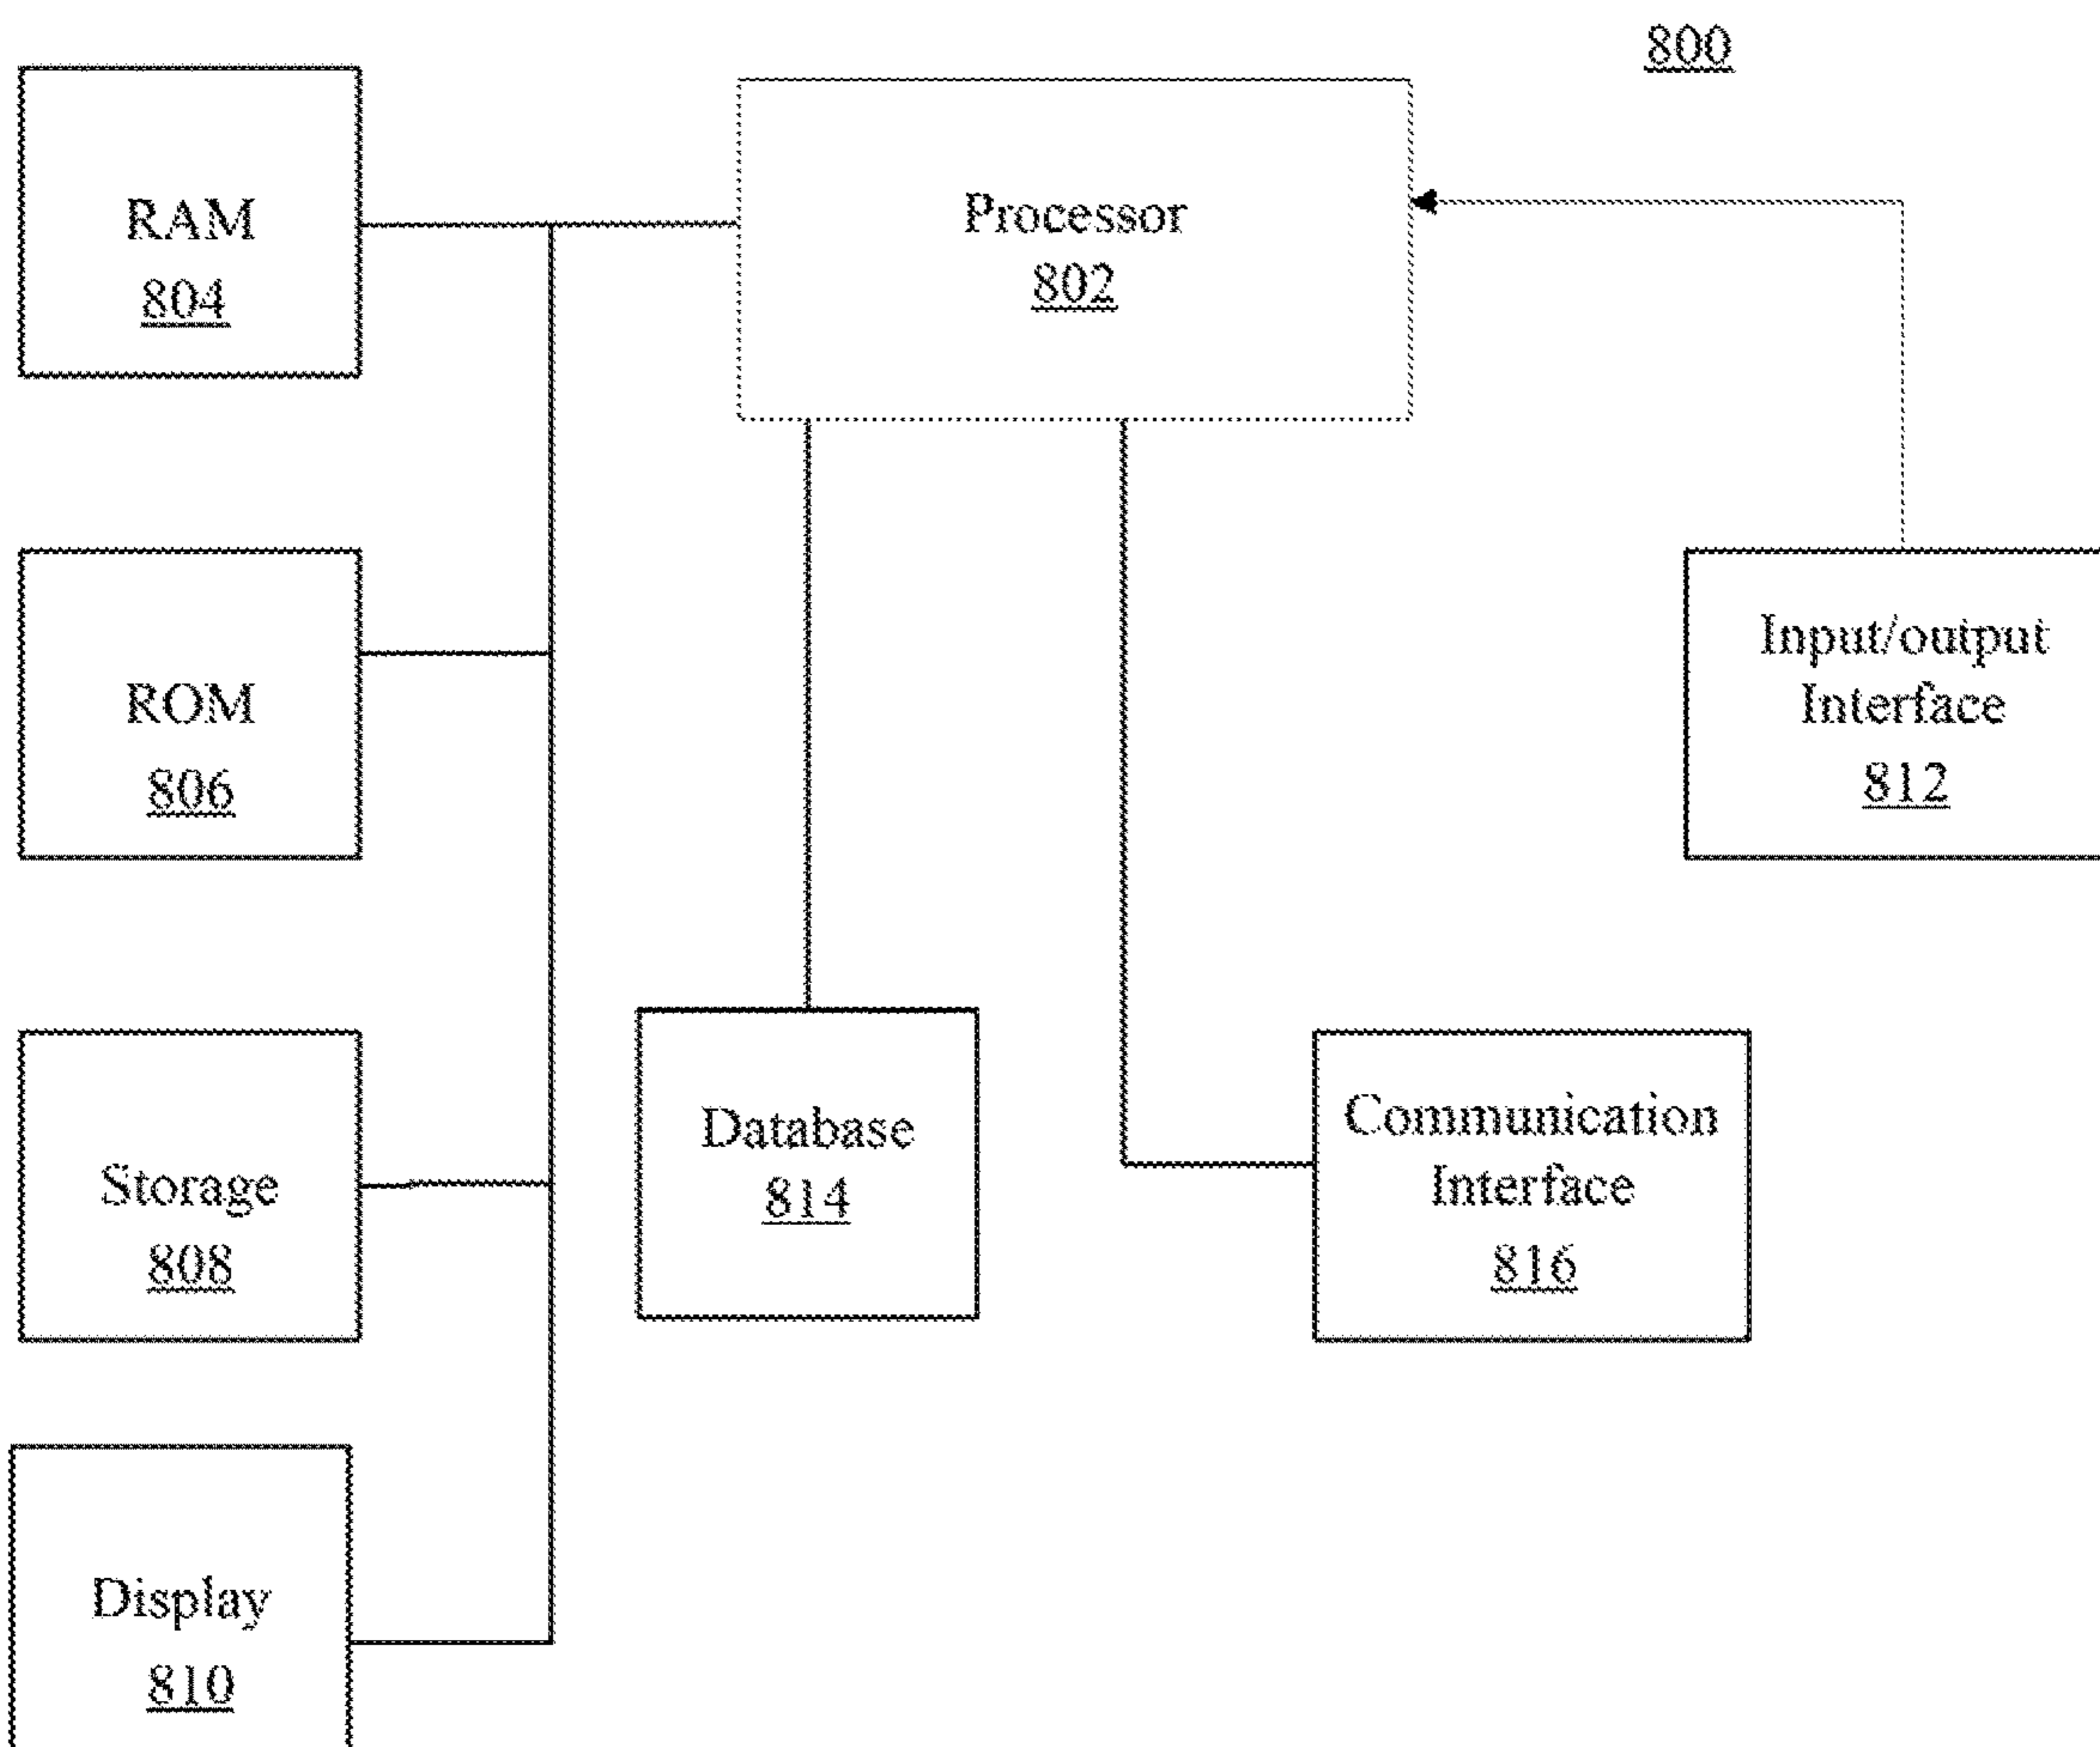 800
RAM
804
Processor
802
ROM
806
Input/output
Interface
812
Storage
808
Database
814
Communication
Interface
816
Display
810